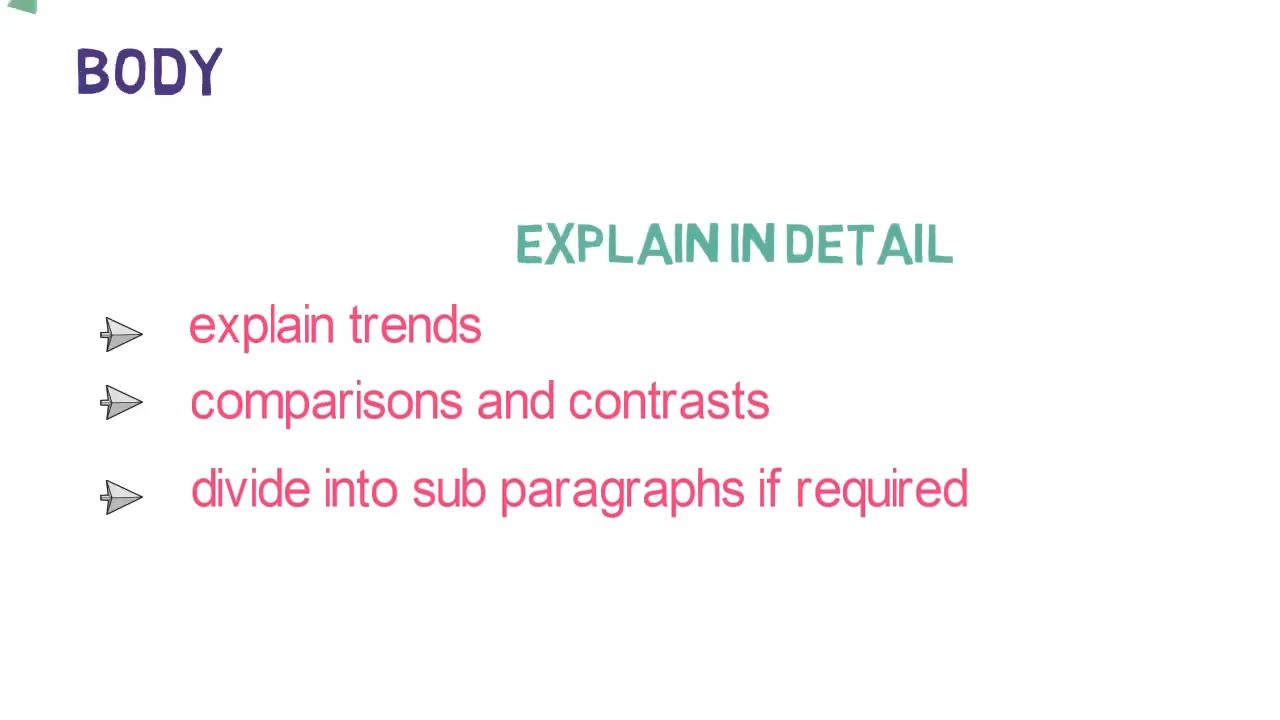 BODY
EXPLAIN IN DETAIL
explain trends
comparisons and contrasts
divide into sub paragraphs if required